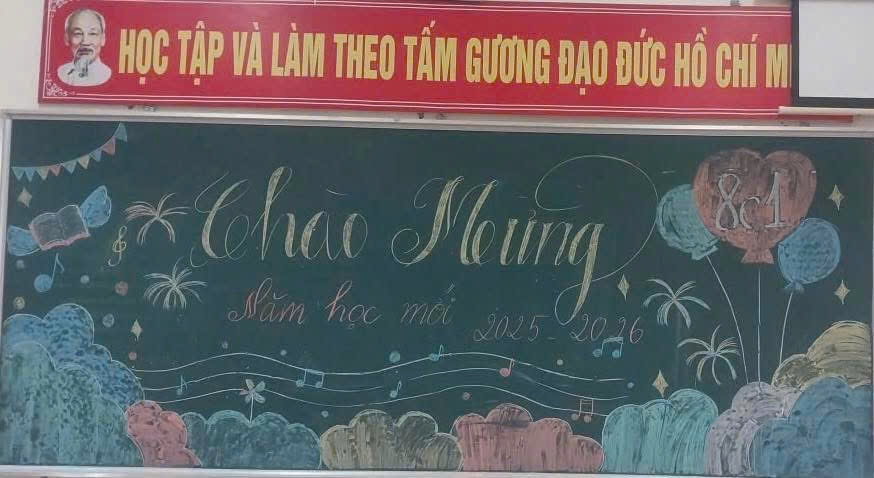 HỌC TẬP VÀ LÀM THEO TẤM GƯƠNG ĐẠO ĐỨC HỒ CHÍ M
Chào Mừng
8c1
Năm học mới 2025-2026